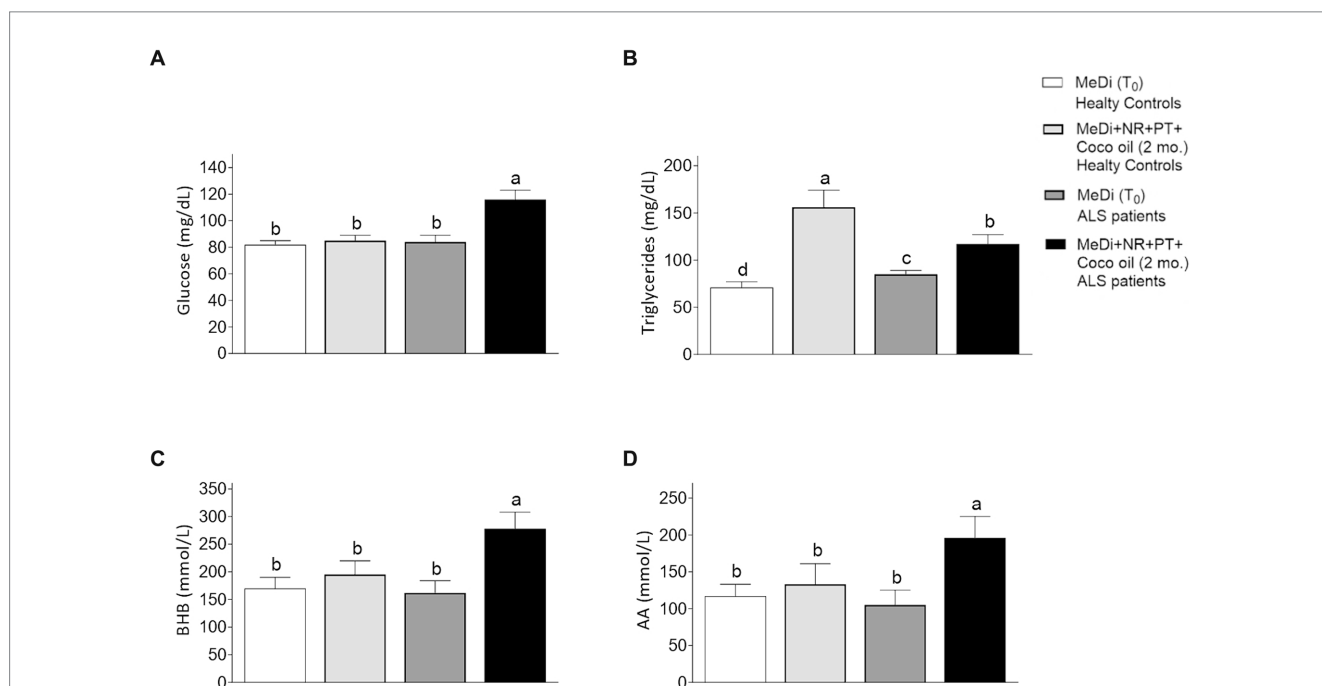 A
Glucose (mg/dL)
140
120
100
80
60
40
20
0
b
b
b
a
B
Triglycerides (mg/dL)
200
150
100
50
0
d
a
c
b
MeDi (T0)
Healty Controls
MeDi+NR+PT+
Coco oil (2 mo.)
Healty Controls
MeDi (T0)
ALS patients
MeDi+NR+PT+
Coco oil (2 mo.)
ALS patients
C
BHB (mmol/L)
350
300
250
200
150
100
50
0
b
b
b
a
D
AA (mmol/L)
250
200
150
100
50
0
b
b
b
a